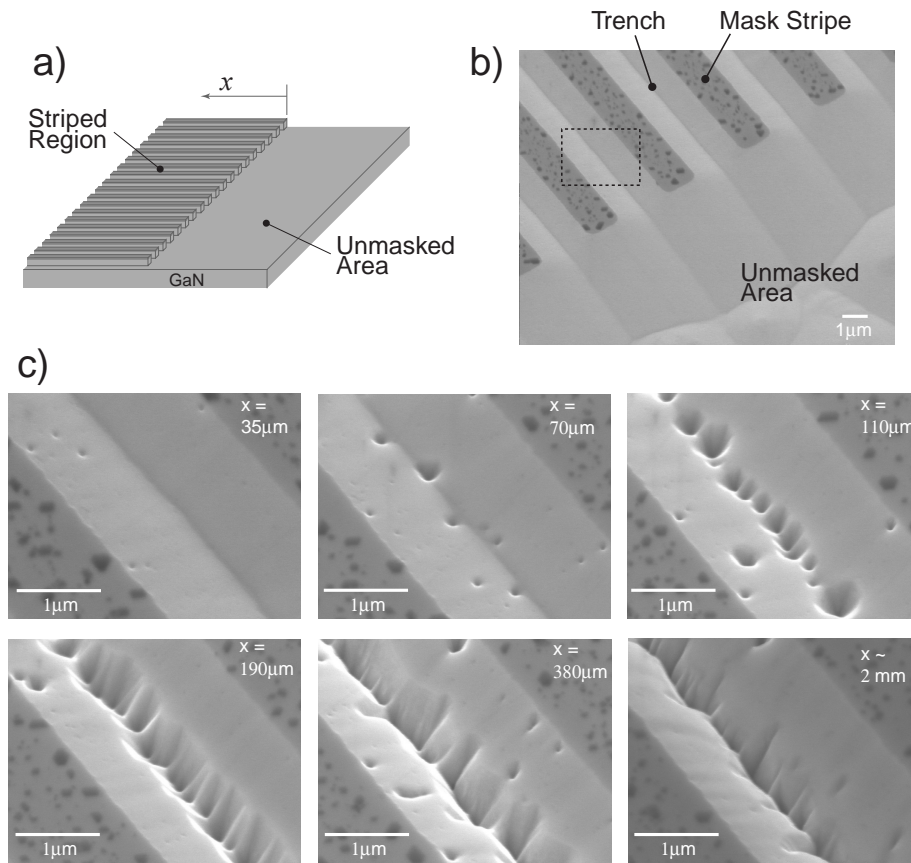 a)
x
Striped
Region
Unmasked
Area
GaN
b)
Trench
Mask Stripe
Unmasked
Area
1μm
c)
x =
35μm
1μm
x =
70μm
1μm
x =
110μm
1μm
x =
190μm
1μm
x =
380μm
1μm
x ~
2 mm
1μm